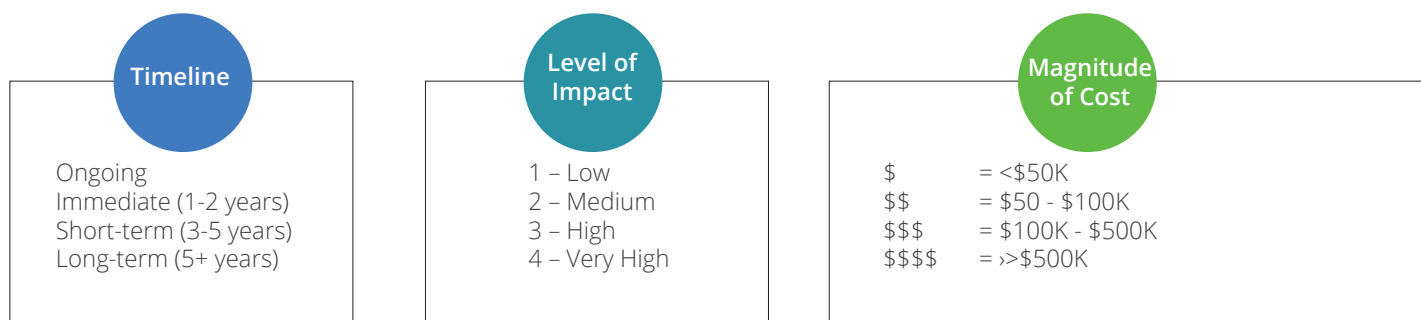 Timeline
Ongoing
Immediate (1-2 years)
Short-term (3-5 years)
Long-term (5+ years)
Level of
Impact
1 – Low
2 – Medium
3 – High
4 – Very High
Magnitude
of Cost
$ = <$50K
$$ = $50 - $100K
$$$ = $100K - $500K
$$$$ = ›>$500K